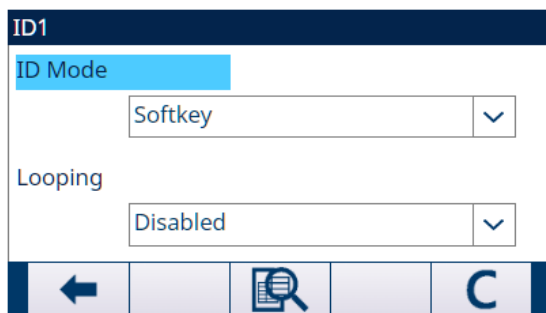 ID1
ID Mode
Softkey
Looping
Disabled
C